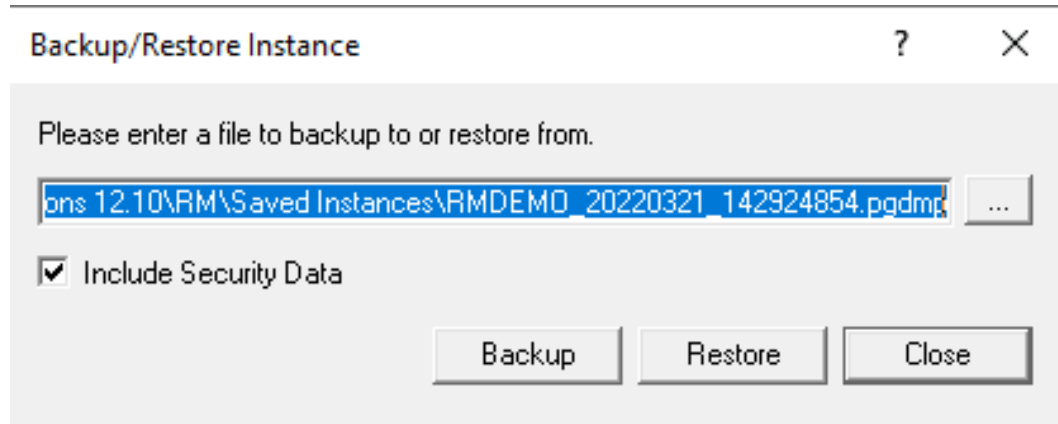 Backup/Restore Instance ? X
Please enter a file to backup to or restore from.
ons 12.10\RM\Saved Instances\RMDEMO_20220321_142924854.pgdmp ...
Include Security Data
Backup Restore Close